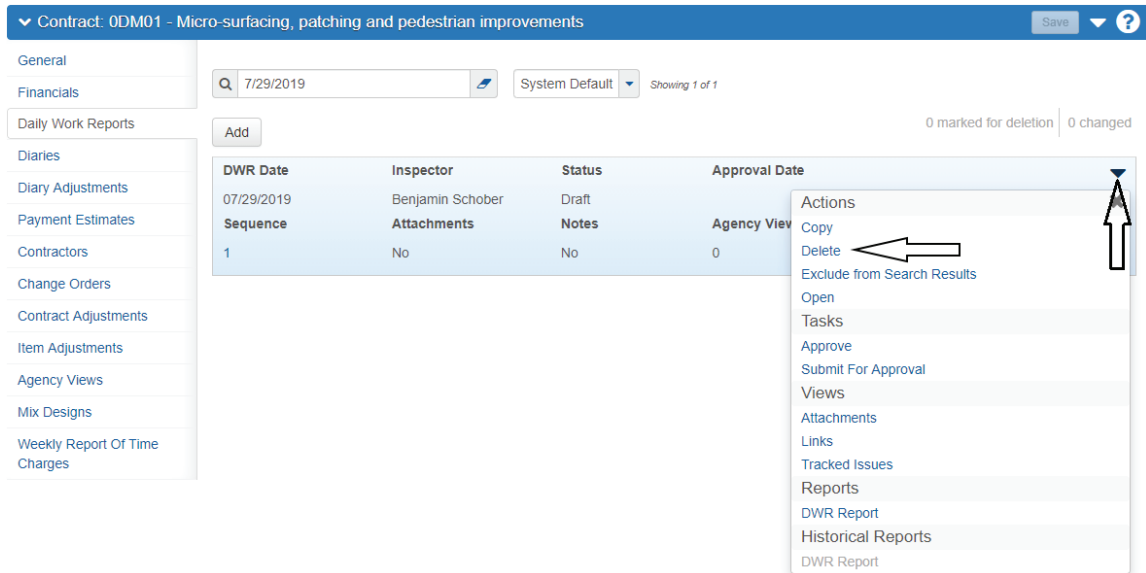 Contract: 0DM01 - Micro-surfacing, patching and pedestrian improvements
Save
?
General
Financials
Daily Work Reports
Diaries
Diary Adjustments
Payment Estimates
Contractors
Change Orders
Contract Adjustments
Item Adjustments
Agency Views
Mix Designs
Weekly Report Of Time
Charges
7/29/2019
System Default
Showing 1 of 1
Add
0 marked for deletion
0 changed
DWR Date Inspector Status Approval Date
07/29/2019 Benjamin Schober Draft
Sequence Attachments Notes Agency View
1 No No 0
Actions
Copy
Delete
Exclude from Search Results
Open
Tasks
Approve
Submit For Approval
Views
Attachments
Links
Tracked Issues
Reports
DWR Report
Historical Reports
DWR Report